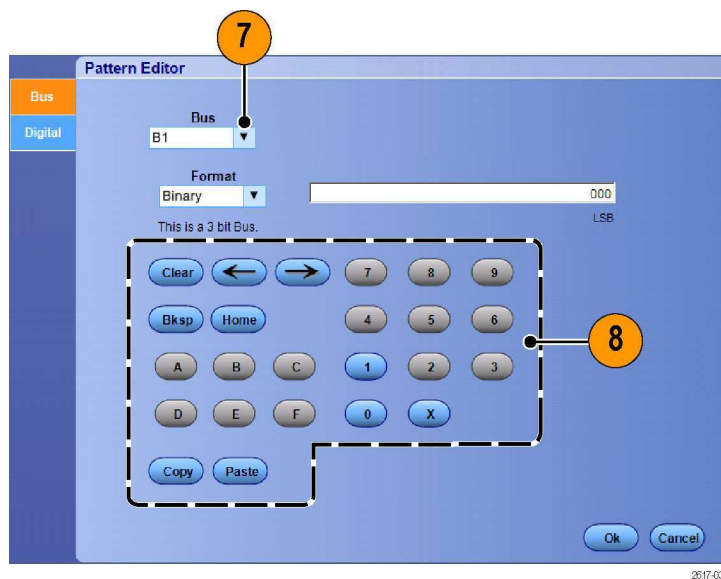 7
Pattern Editor
Bus
Digital
Bus
B1
Format
Binary
000
LSB
This is a 3 bit Bus.
Clear ← → 7 8 9
Bksp Home 4 5 6
A B C 1 2 3
D E F 0 X
Copy Paste
8
Ok Cancel